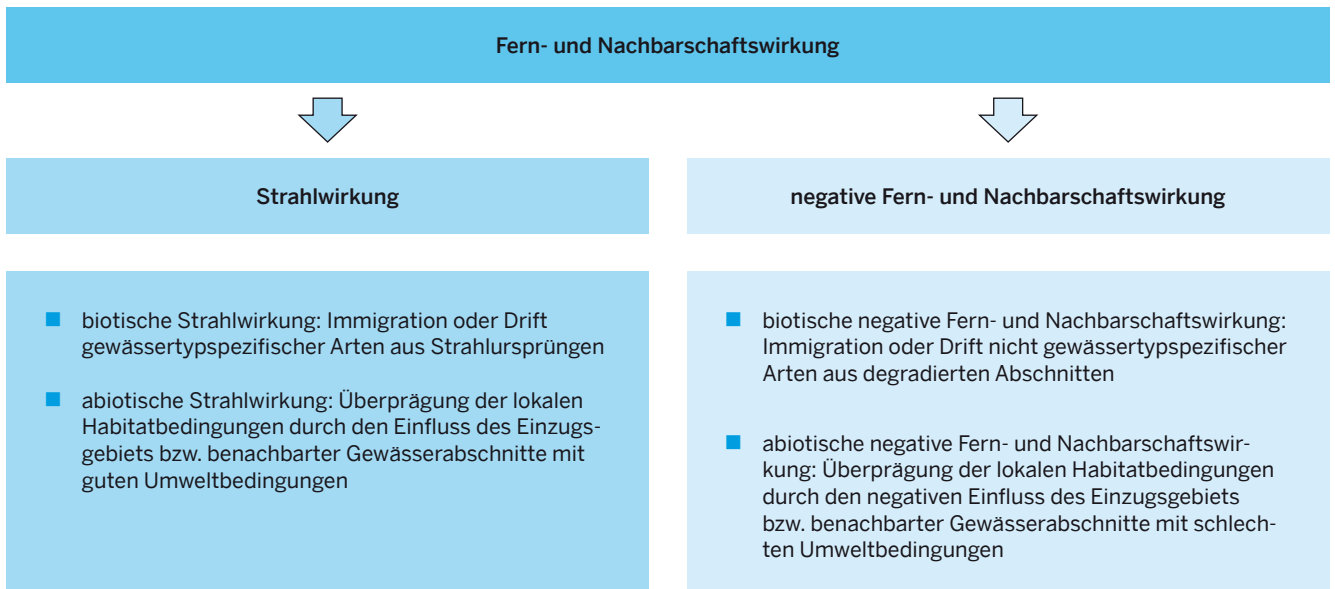 Fern- und Nachbarschaftswirkung
Strahlwirkung
negative Fern- und Nachbarschaftswirkung
biotische Strahlwirkung: Immigration oder Drift
gewässertypspezifischer Arten aus Strahlursprüngen
abiotische Strahlwirkung: Überprägung der lokalen
Habitatbedingungen durch den Einfluss des Einzugs-
gebiets bzw. benachbarter Gewässerabschnitte mit
guten Umweltbedingungen
biotische negative Fern- und Nachbarschaftswirkung:
Immigration oder Drift nicht gewässertypspezifischer
Arten aus degradierten Abschnitten
abiotische negative Fern- und Nachbarschaftswir-
kung: Überprägung der lokalen Habitatbedingungen
durch den negativen Einfluss des Einzugsgebiets
bzw. benachbarter Gewässerabschnitte mit schlech-
ten Umweltbedingungen